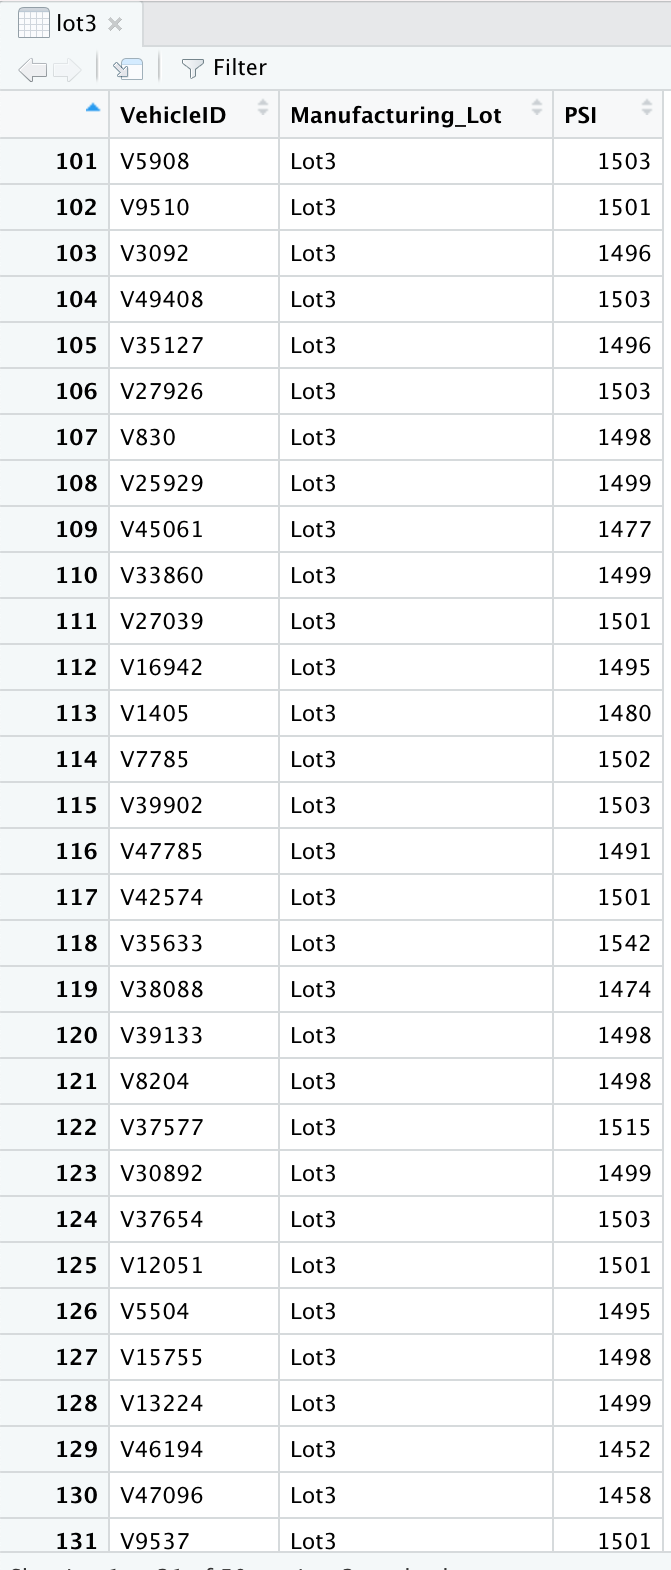 lot3
Filter
VehicleID Manufacturing_Lot PSI
101 V5908 Lot3 1503
102 V9510 Lot3 1501
103 V3092 Lot3 1496
104 V49408 Lot3 1503
105 V35127 Lot3 1496
106 V27926 Lot3 1503
107 V830 Lot3 1498
108 V25929 Lot3 1499
109 V45061 Lot3 1477
110 V33860 Lot3 1499
111 V27039 Lot3 1501
112 V16942 Lot3 1495
113 V1405 Lot3 1480
114 V7785 Lot3 1502
115 V39902 Lot3 1503
116 V47785 Lot3 1491
117 V42574 Lot3 1501
118 V35633 Lot3 1542
119 V38088 Lot3 1474
120 V39133 Lot3 1498
121 V8204 Lot3 1498
122 V37577 Lot3 1515
123 V30892 Lot3 1499
124 V37654 Lot3 1503
125 V12051 Lot3 1501
126 V5504 Lot3 1495
127 V15755 Lot3 1498
128 V13224 Lot3 1499
129 V46194 Lot3 1452
130 V47096 Lot3 1458
131 V9537 Lot3 1501